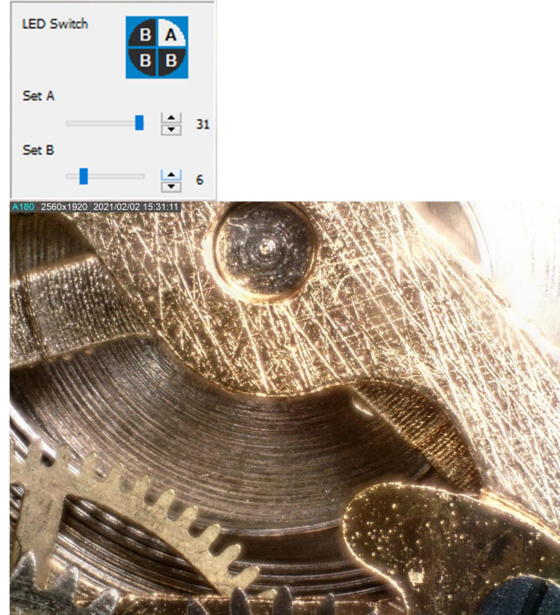 LED Switch
B A
B B
Set A
31
Set B
6
A180 2560x1920 2021/02/02 15:31:11